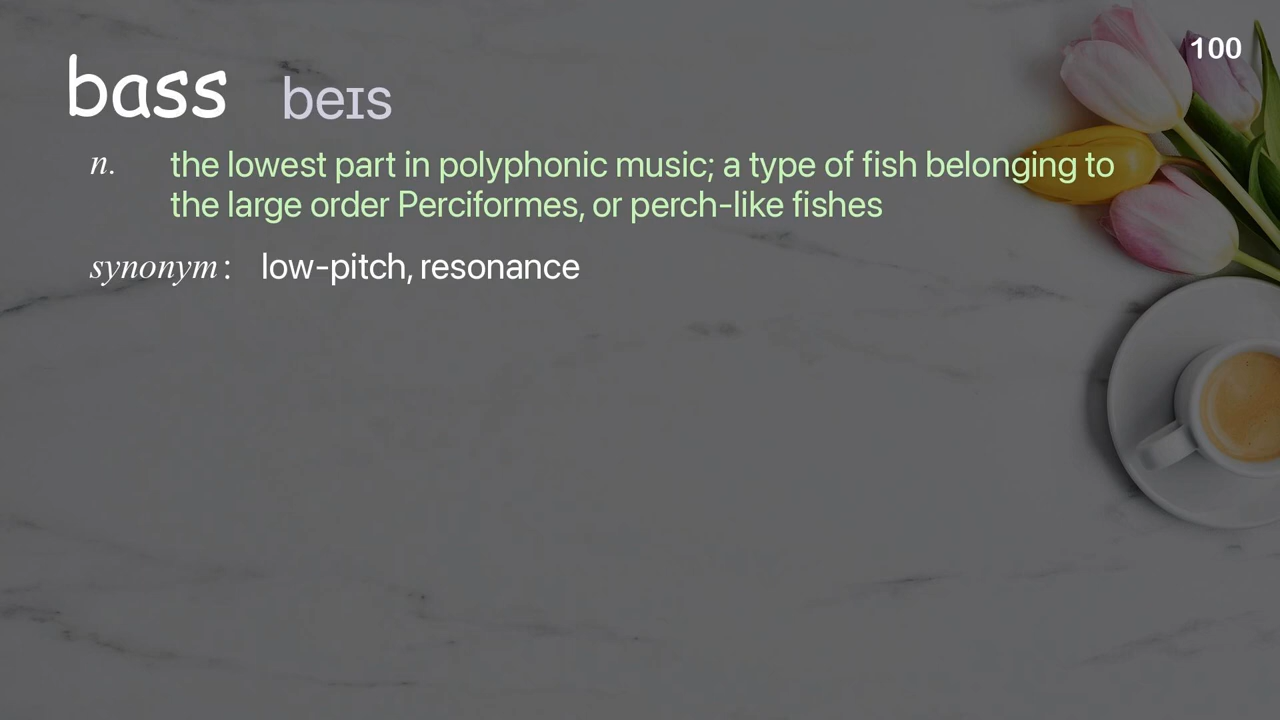 100
bass beɪs
n. the lowest part in polyphonic music; a type of fish belonging to
the large order Perciformes, or perch-like fishes
synonym: low-pitch, resonance